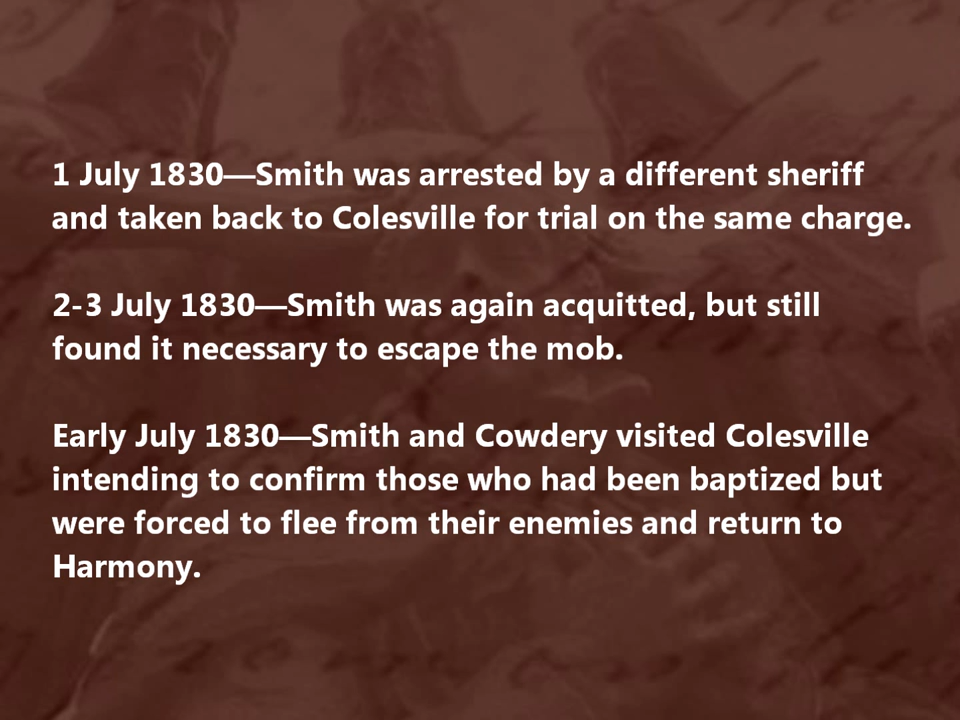 1 July 1830—Smith was arrested by a different sheriff
and taken back to Colesville for trial on the same charge.
2-3 July 1830—Smith was again acquitted, but still
found it necessary to escape the mob.
Early July 1830—Smith and Cowdery visited Colesville
intending to confirm those who had been baptized but
were forced to flee from their enemies and return to
Harmony.